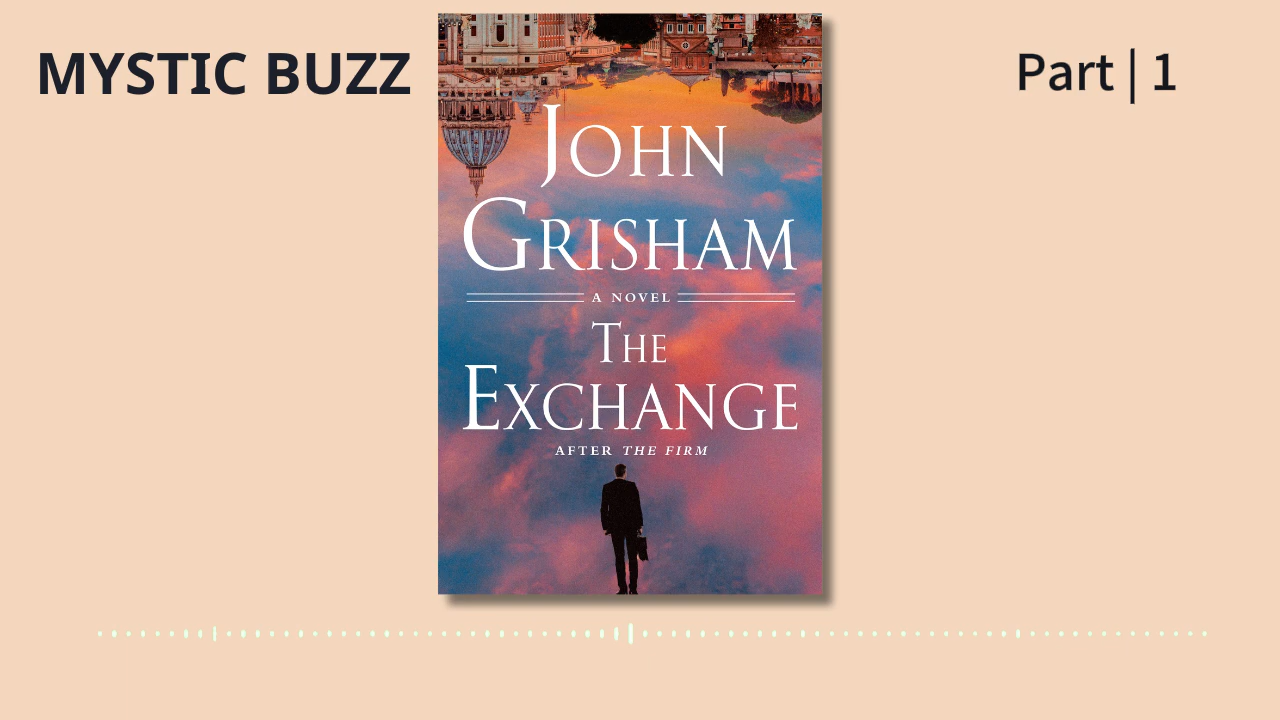 MYSTIC BUZZ
Part | 1
JOHN
GRISHAM
A NOVEL
THE
EXCHANGE
AFTER THE FIRM